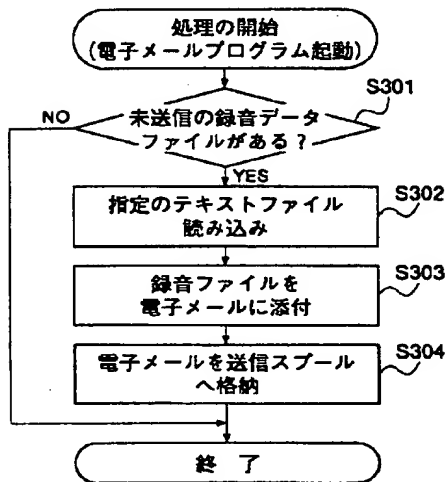 処理の開始
(電子メールプログラム起動)
S301
NO
未送信の録音データ
ファイルがある?
YES
S302
指定のテキストファイル
読み込み
S303
録音ファイルを
電子メールに添付
S304
電子メールを送信スプール
へ格納
終 了